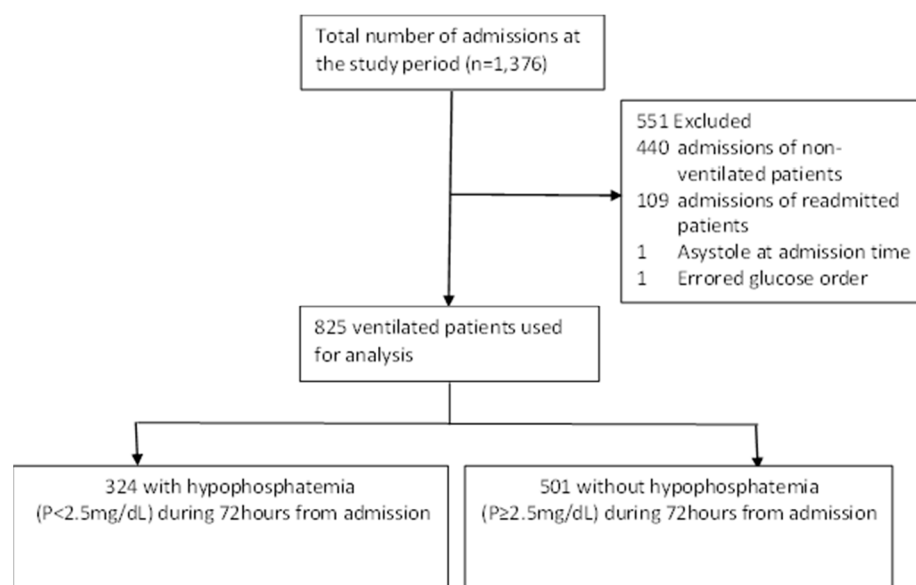 Total number of admissions at
the study period (n=1,376)
551 Excluded
440 admissions of non-
ventilated patients
109 admissions of readmitted
patients
1 Asystole at admission time
1 Errored glucose order
825 ventilated patients used
for analysis
324 with hypophosphatemia
(P<2.5mg/dL) during 72hours from admission
501 without hypophosphatemia
(P≥2.5mg/dL) during 72hours from admission